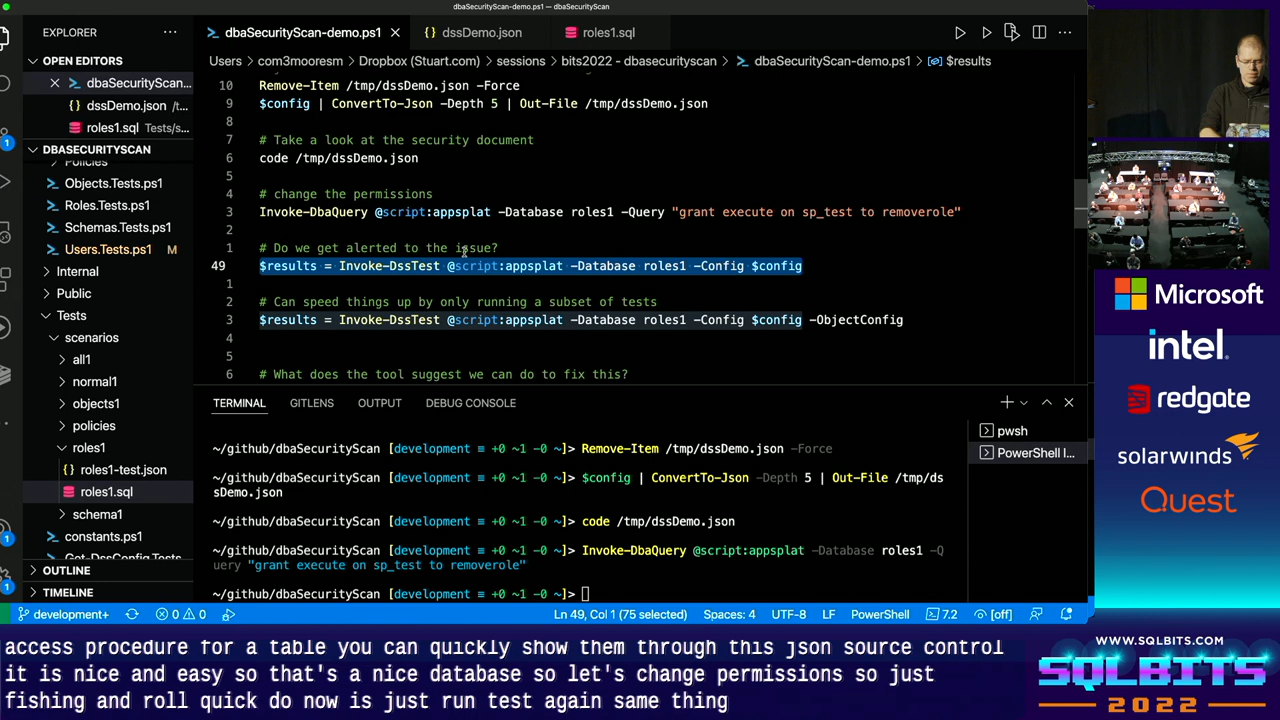 dbaSecurityScan-demo.ps1 — dbaSecurityScan
EXPLORER
dbaSecurityScan-demo.ps1
dssDemo.json
roles1.sql
OPEN EDITORS
dbaSecurityScan...
dssDemo.json /t...
roles1.sql Tests/s...
DBASECURITYSCAN
Policies
Objects.Tests.ps1
Roles.Tests.ps1
Schemas.Tests.ps1
Users.Tests.ps1 M
Internal
Public
Tests
scenarios
all1
normal1
objects1
policies
roles1
roles1-test.json
roles1.sql
schema1
constants.ps1
Get-DssConfig.Tests
OUTLINE
TIMELINE
Users > com3mooresm > Dropbox (Stuart.com) > sessions > bits2022 - dbasecurityscan > dbaSecurityScan-demo.ps1 > $results
10 Remove-Item /tmp/dssDemo.json -Force
9 $config | ConvertTo-Json -Depth 5 | Out-File /tmp/dssDemo.json
8
7 # Take a look at the security document
6 code /tmp/dssDemo.json
5
4 # change the permissions
3 Invoke-DbaQuery @script:appsplat -Database roles1 -Query "grant execute on sp_test to removerole"
2
1 # Do we get alerted to the issue?
49 $results = Invoke-DssTest @script:appsplat -Database roles1 -Config $config
1
2 # Can speed things up by only running a subset of tests
3 $results = Invoke-DssTest @script:appsplat -Database roles1 -Config $config -ObjectConfig
4
5
6 # What does the tool suggest we can do to fix this?
TERMINAL GITLENS OUTPUT DEBUG CONSOLE
~/github/dbaSecurityScan [development ≡ +0 ~1 -0 ~]> Remove-Item /tmp/dssDemo.json -Force
~/github/dbaSecurityScan [development ≡ +0 ~1 -0 ~]> $config | ConvertTo-Json -Depth 5 | Out-File /tmp/ds
sDemo.json
~/github/dbaSecurityScan [development ≡ +0 ~1 -0 ~]> code /tmp/dssDemo.json
~/github/dbaSecurityScan [development ≡ +0 ~1 -0 ~]> Invoke-DbaQuery @script:appsplat -Database roles1 -Q
uery "grant execute on sp_test to removerole"
~/github/dbaSecurityScan [development ≡ +0 ~1 -0 ~]>
pwsh
PowerShell I...
development+ 0 0 Ln 49, Col 1 (75 selected) Spaces: 4 UTF-8 LF PowerShell 7.2 [off]
Microsoft
intel.
redgate
solarwinds
Quest
WWW.SQLBITS.COM
SQLBITS
2022
access procedure for a table you can quickly show them through this json source control
it is nice and easy so that's a nice database so let's change permissions so just
fishing and roll quick do now is just run test again same thing